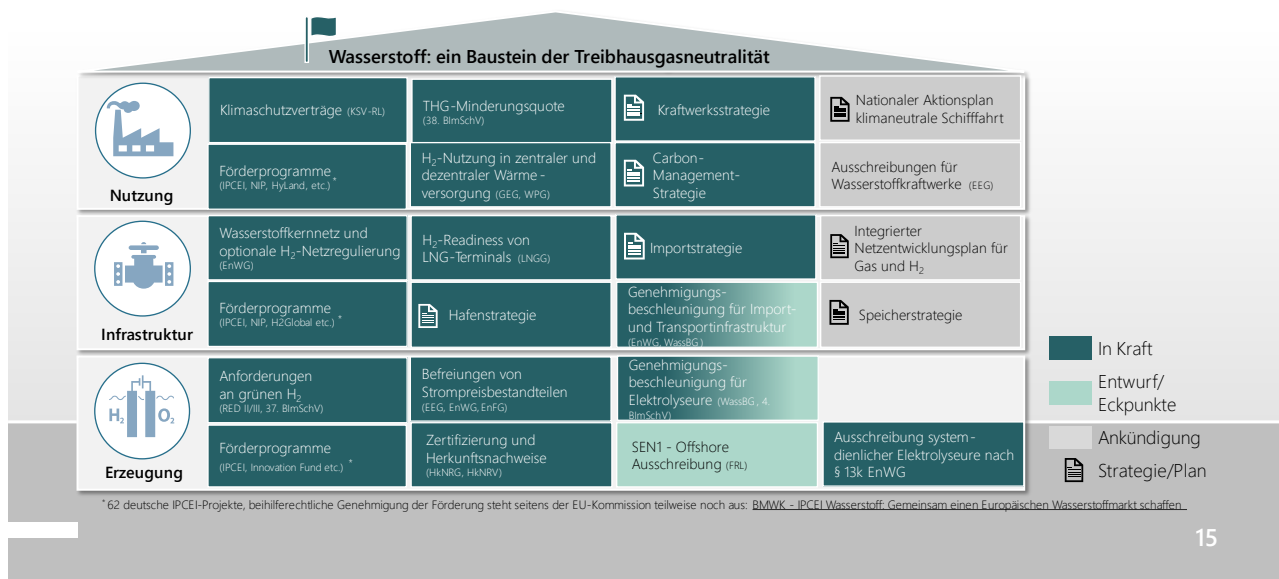 Wasserstoff: ein Baustein der Treibhausgasneutralität
Nutzung
Klimaschutzverträge (KSV-RL)
THG-Minderungsquote
(38. BImSchV)
Kraftwerksstrategie
Nationaler Aktionsplan
klimaneutrale Schifffahrt
Förderprogramme
(IPCEI, NIP, HyLand, etc.) *
H₂-Nutzung in zentraler und
dezentraler Wärme-
versorgung (GEG, WPG)
Carbon-
Management-
Strategie
Ausschreibungen für
Wasserstoffkraftwerke (EEG)
Infrastruktur
Wasserstoffkernnetz und
optionale H₂-Netzregulierung
(EnWG)
H₂-Readiness von
LNG-Terminals (LNGG)
Importstrategie
Integrierter
Netzentwicklungsplan für
Gas und H₂
Förderprogramme
(IPCEI, NIP, H2Global etc.) *
Hafenstrategie
Genehmigungs-
beschleunigung für Import-
und Transportinfrastruktur
(EnWG, WassBG)
Speicherstrategie
H₂ O₂
Erzeugung
Anforderungen
an grünen H₂
(RED II/III, 37. BImSchV)
Befreiungen von
Strompreisbestandteilen
(EEG, EnWG, EnFG)
Genehmigungs-
beschleunigung für
Elektrolyseure (WassBG, 4.
BImSchV)
Förderprogramme
(IPCEI, Innovation Fund etc.) *
Zertifizierung und
Herkunftsnachweise
(HkNRG, HkNRV)
SEN1 - Offshore
Ausschreibung (FRL)
Ausschreibung system-
dienlicher Elektrolyseure nach
§ 13k EnWG
In Kraft
Entwurf/
Eckpunkte
Ankündigung
Strategie/Plan
* 62 deutsche IPCEI-Projekte, beihilferechtliche Genehmigung der Förderung steht seitens der EU-Kommission teilweise noch aus: BMWK - IPCEI Wasserstoff: Gemeinsam einen Europäischen Wasserstoffmarkt schaffen
15